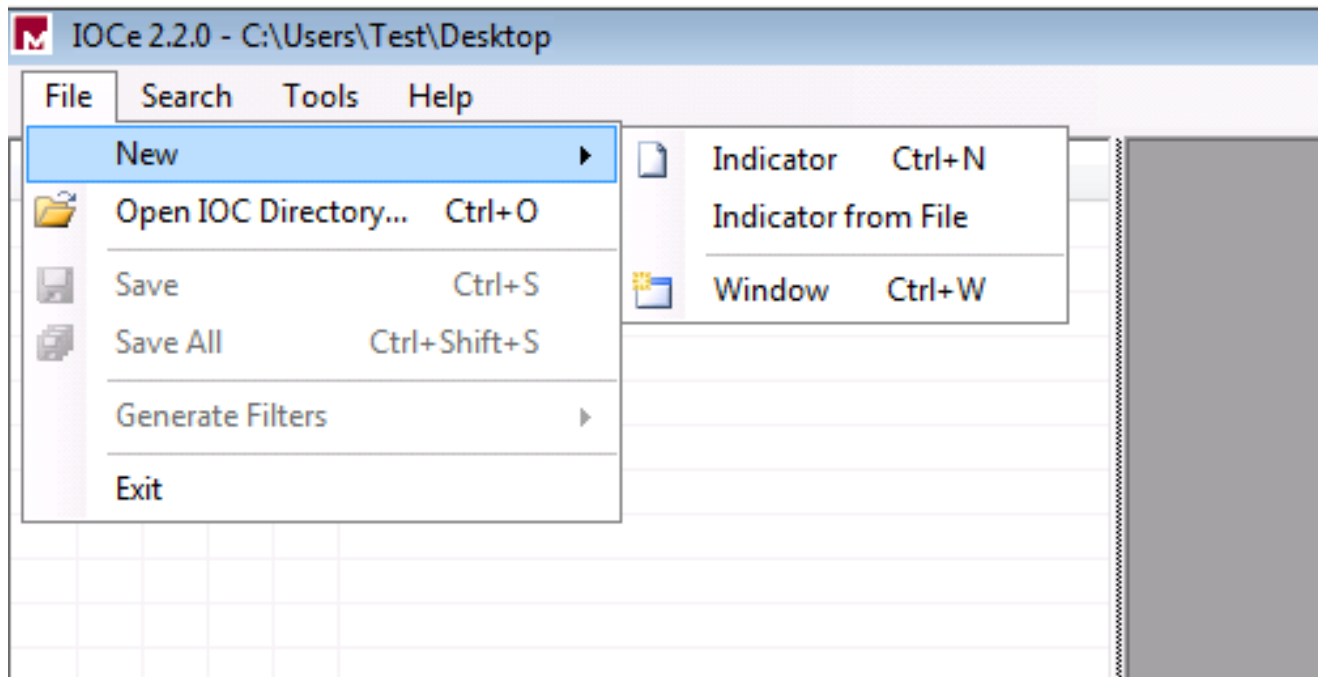 IOCe 2.2.0 - C:\Users\Test\Desktop
File Search Tools Help
New
Open IOC Directory... Ctrl+O
Save Ctrl+S
Save All Ctrl+Shift+S
Generate Filters
Exit
Indicator Ctrl+N
Indicator from File
Window Ctrl+W